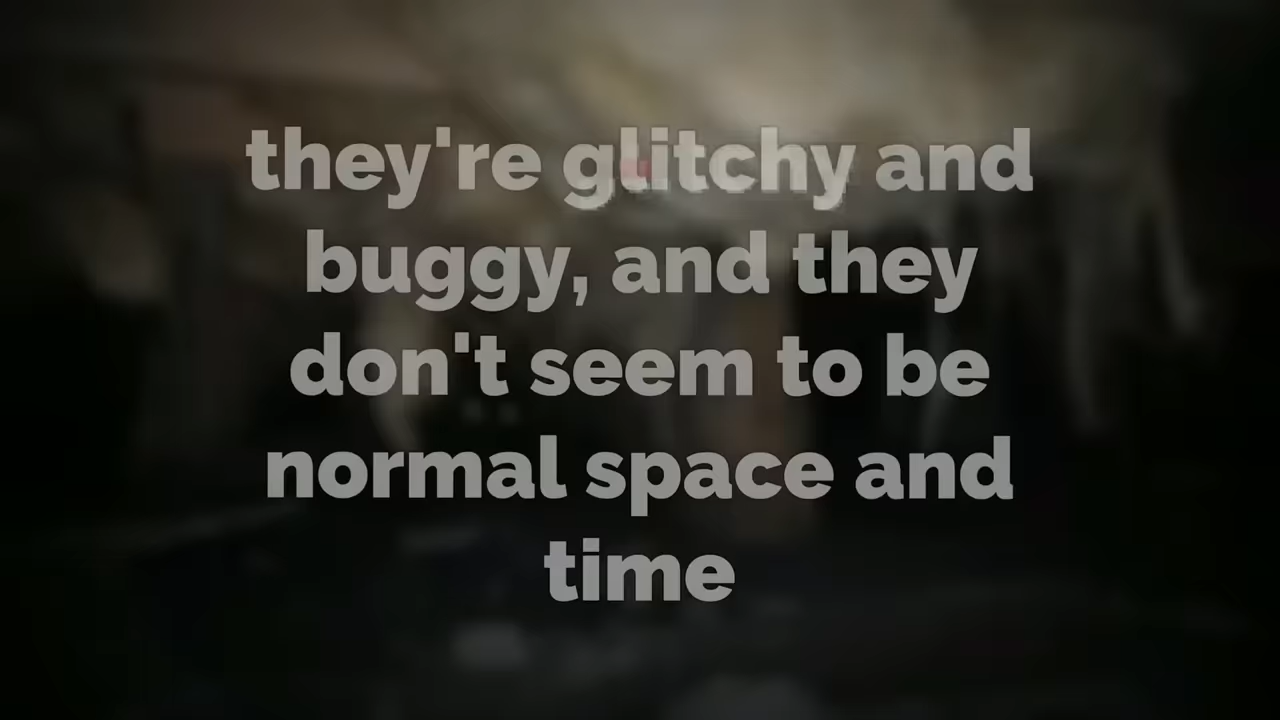 they're glitchy and
buggy, and they
don't seem to be
normal space and
time